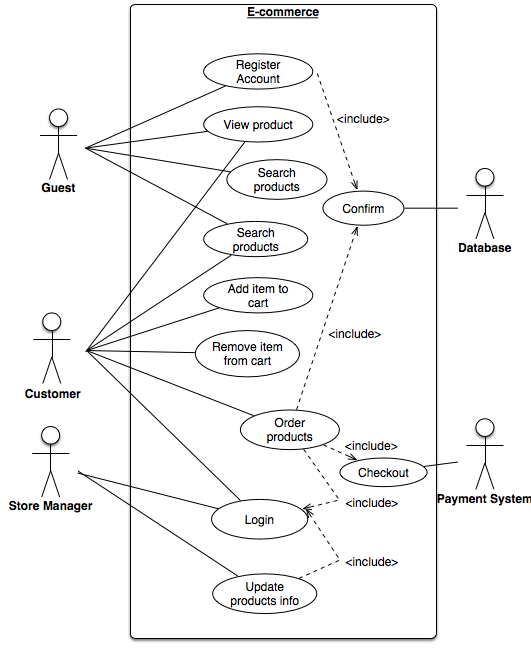 E-commerce
Register
Account
View product
<include>
Search
products
Guest
Confirm
Search
products
Database
Add item to
cart
<include>
Remove item
from cart
Customer
Order
products
<include>
Checkout
Payment System
Store Manager
<include>
Login
<include>
Update
products info